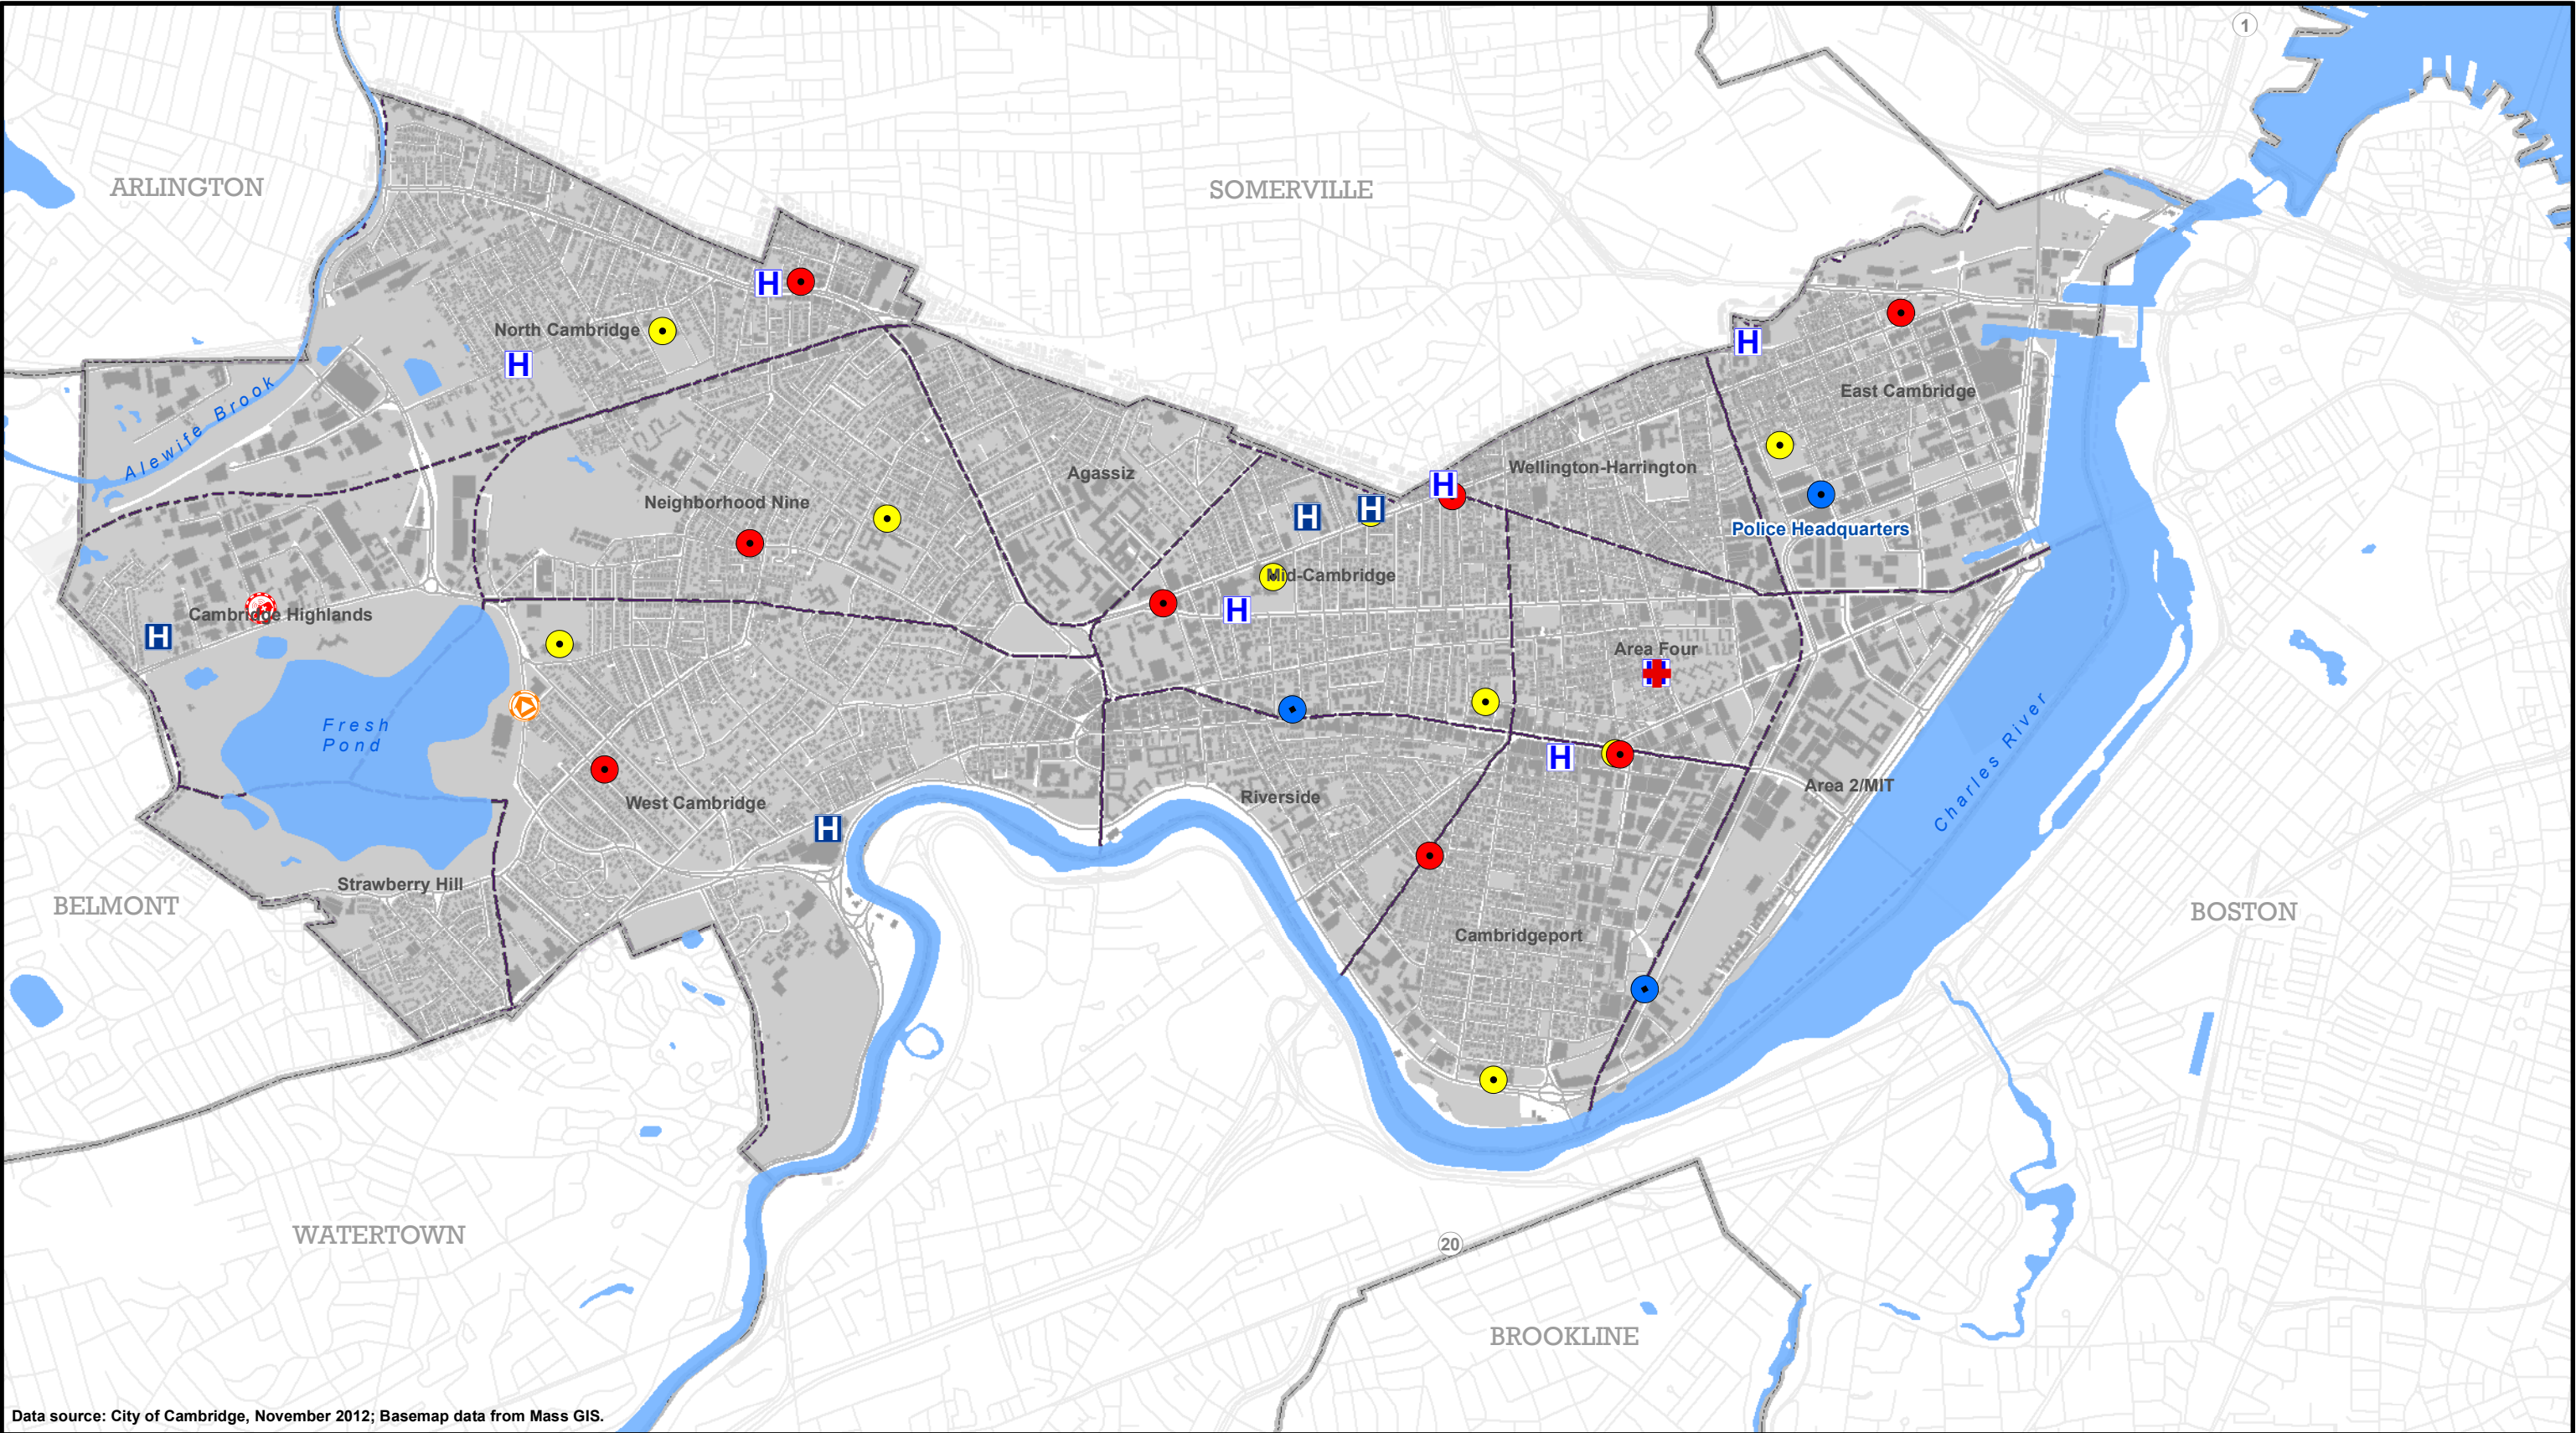 1
ARLINGTON
SOMERVILLE
H
North Cambridge
H
H
East Cambridge
Alewife Brook
Agassiz
Wellington-Harrington
Neighborhood Nine
H
H
H
Police Headquarters
Mid-Cambridge
Cambridge Highlands
H
H
Area Four
H
Fresh
Pond
H
Area 2/MIT
Charles River
West Cambridge
Riverside
H
Strawberry Hill
BELMONT
BOSTON
Cambridgeport
WATERTOWN
20
BROOKLINE
Data source: City of Cambridge, November 2012; Basemap data from Mass GIS.